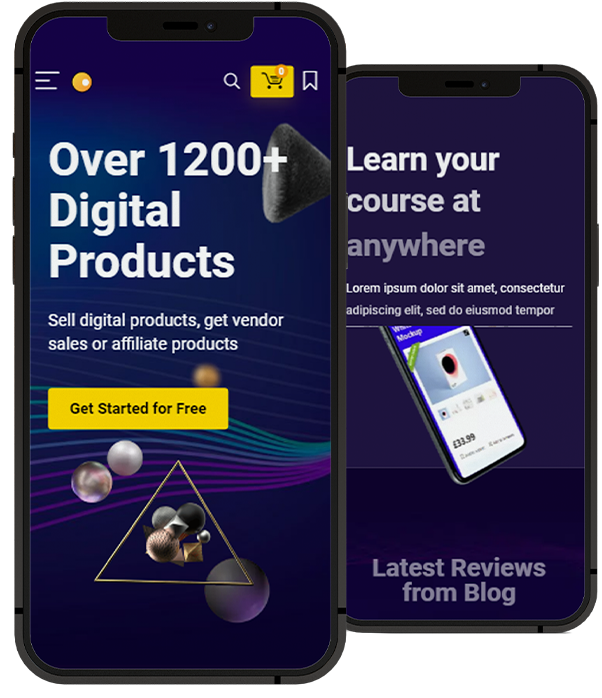 0
Over 1200+
Digital
Products
Sell digital products, get vendor
sales or affiliate products
Get Started for Free
Learn your
course at
anywhere
Lorem ipsum dolor sit amet, consectetur
adipiscing elit, sed do eiusmod tempor
Mockup
£33.99
Latest Reviews
from Blog